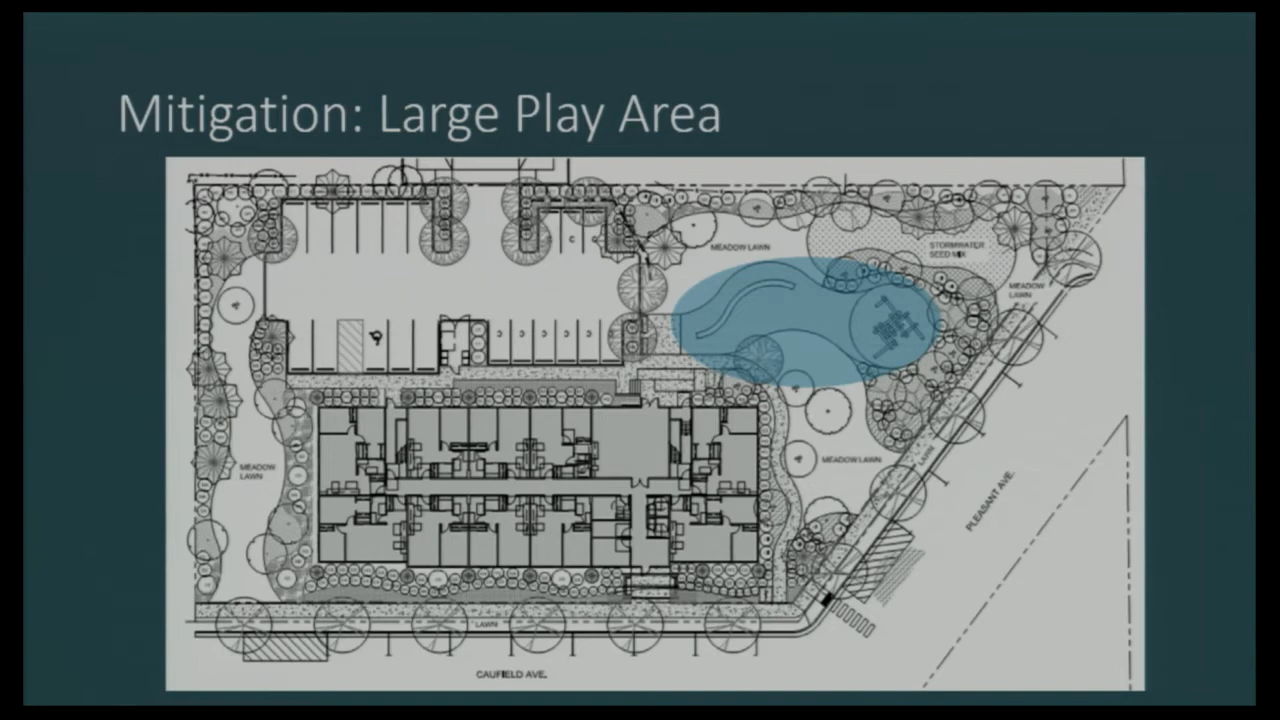 Mitigation: Large Play Area
MEADOW LAWN
STORMWATER
SEED MIX
MEADOW
LAWN
MEADOW
LAWN
MEADOW LAWN
PLEASANT AVE.
LAWN
LAWN
CAUFIELD AVE.